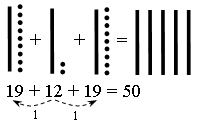 + + =
19 + 12 + 19 = 50
1 1